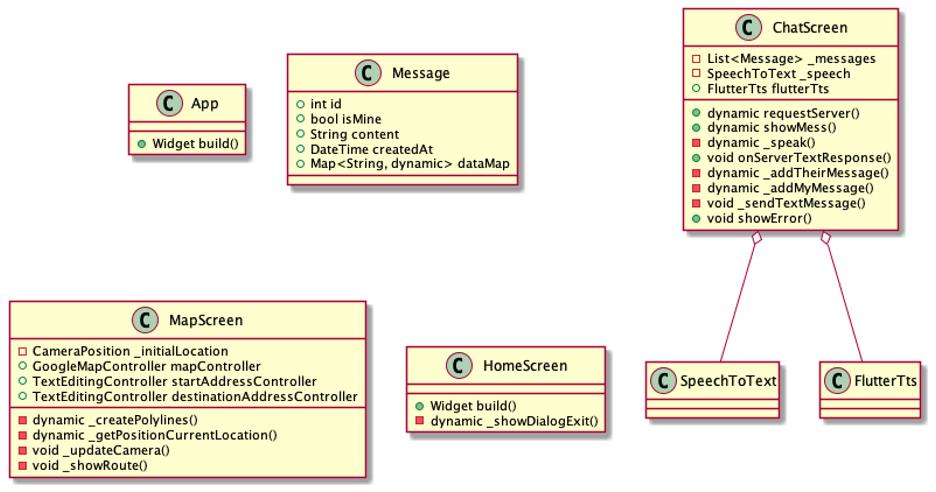 C App
Widget build()
C Message
int id
bool isMine
String content
DateTime createdAt
Map<String, dynamic> dataMap
C ChatScreen
List<Message> _messages
SpeechToText _speech
FlutterTts flutterTts
dynamic requestServer()
dynamic showMess()
dynamic _speak()
void onServerTextResponse()
dynamic _addTheirMessage()
dynamic _addMyMessage()
void _sendTextMessage()
void showError()
C MapScreen
CameraPosition _initialLocation
GoogleMapController mapController
TextEditingController startAddressController
TextEditingController destinationAddressController
dynamic _createPolylines()
dynamic _getPositionCurrentLocation()
void _updateCamera()
void _showRoute()
C HomeScreen
Widget build()
dynamic _showDialogExit()
C SpeechToText
C FlutterTts